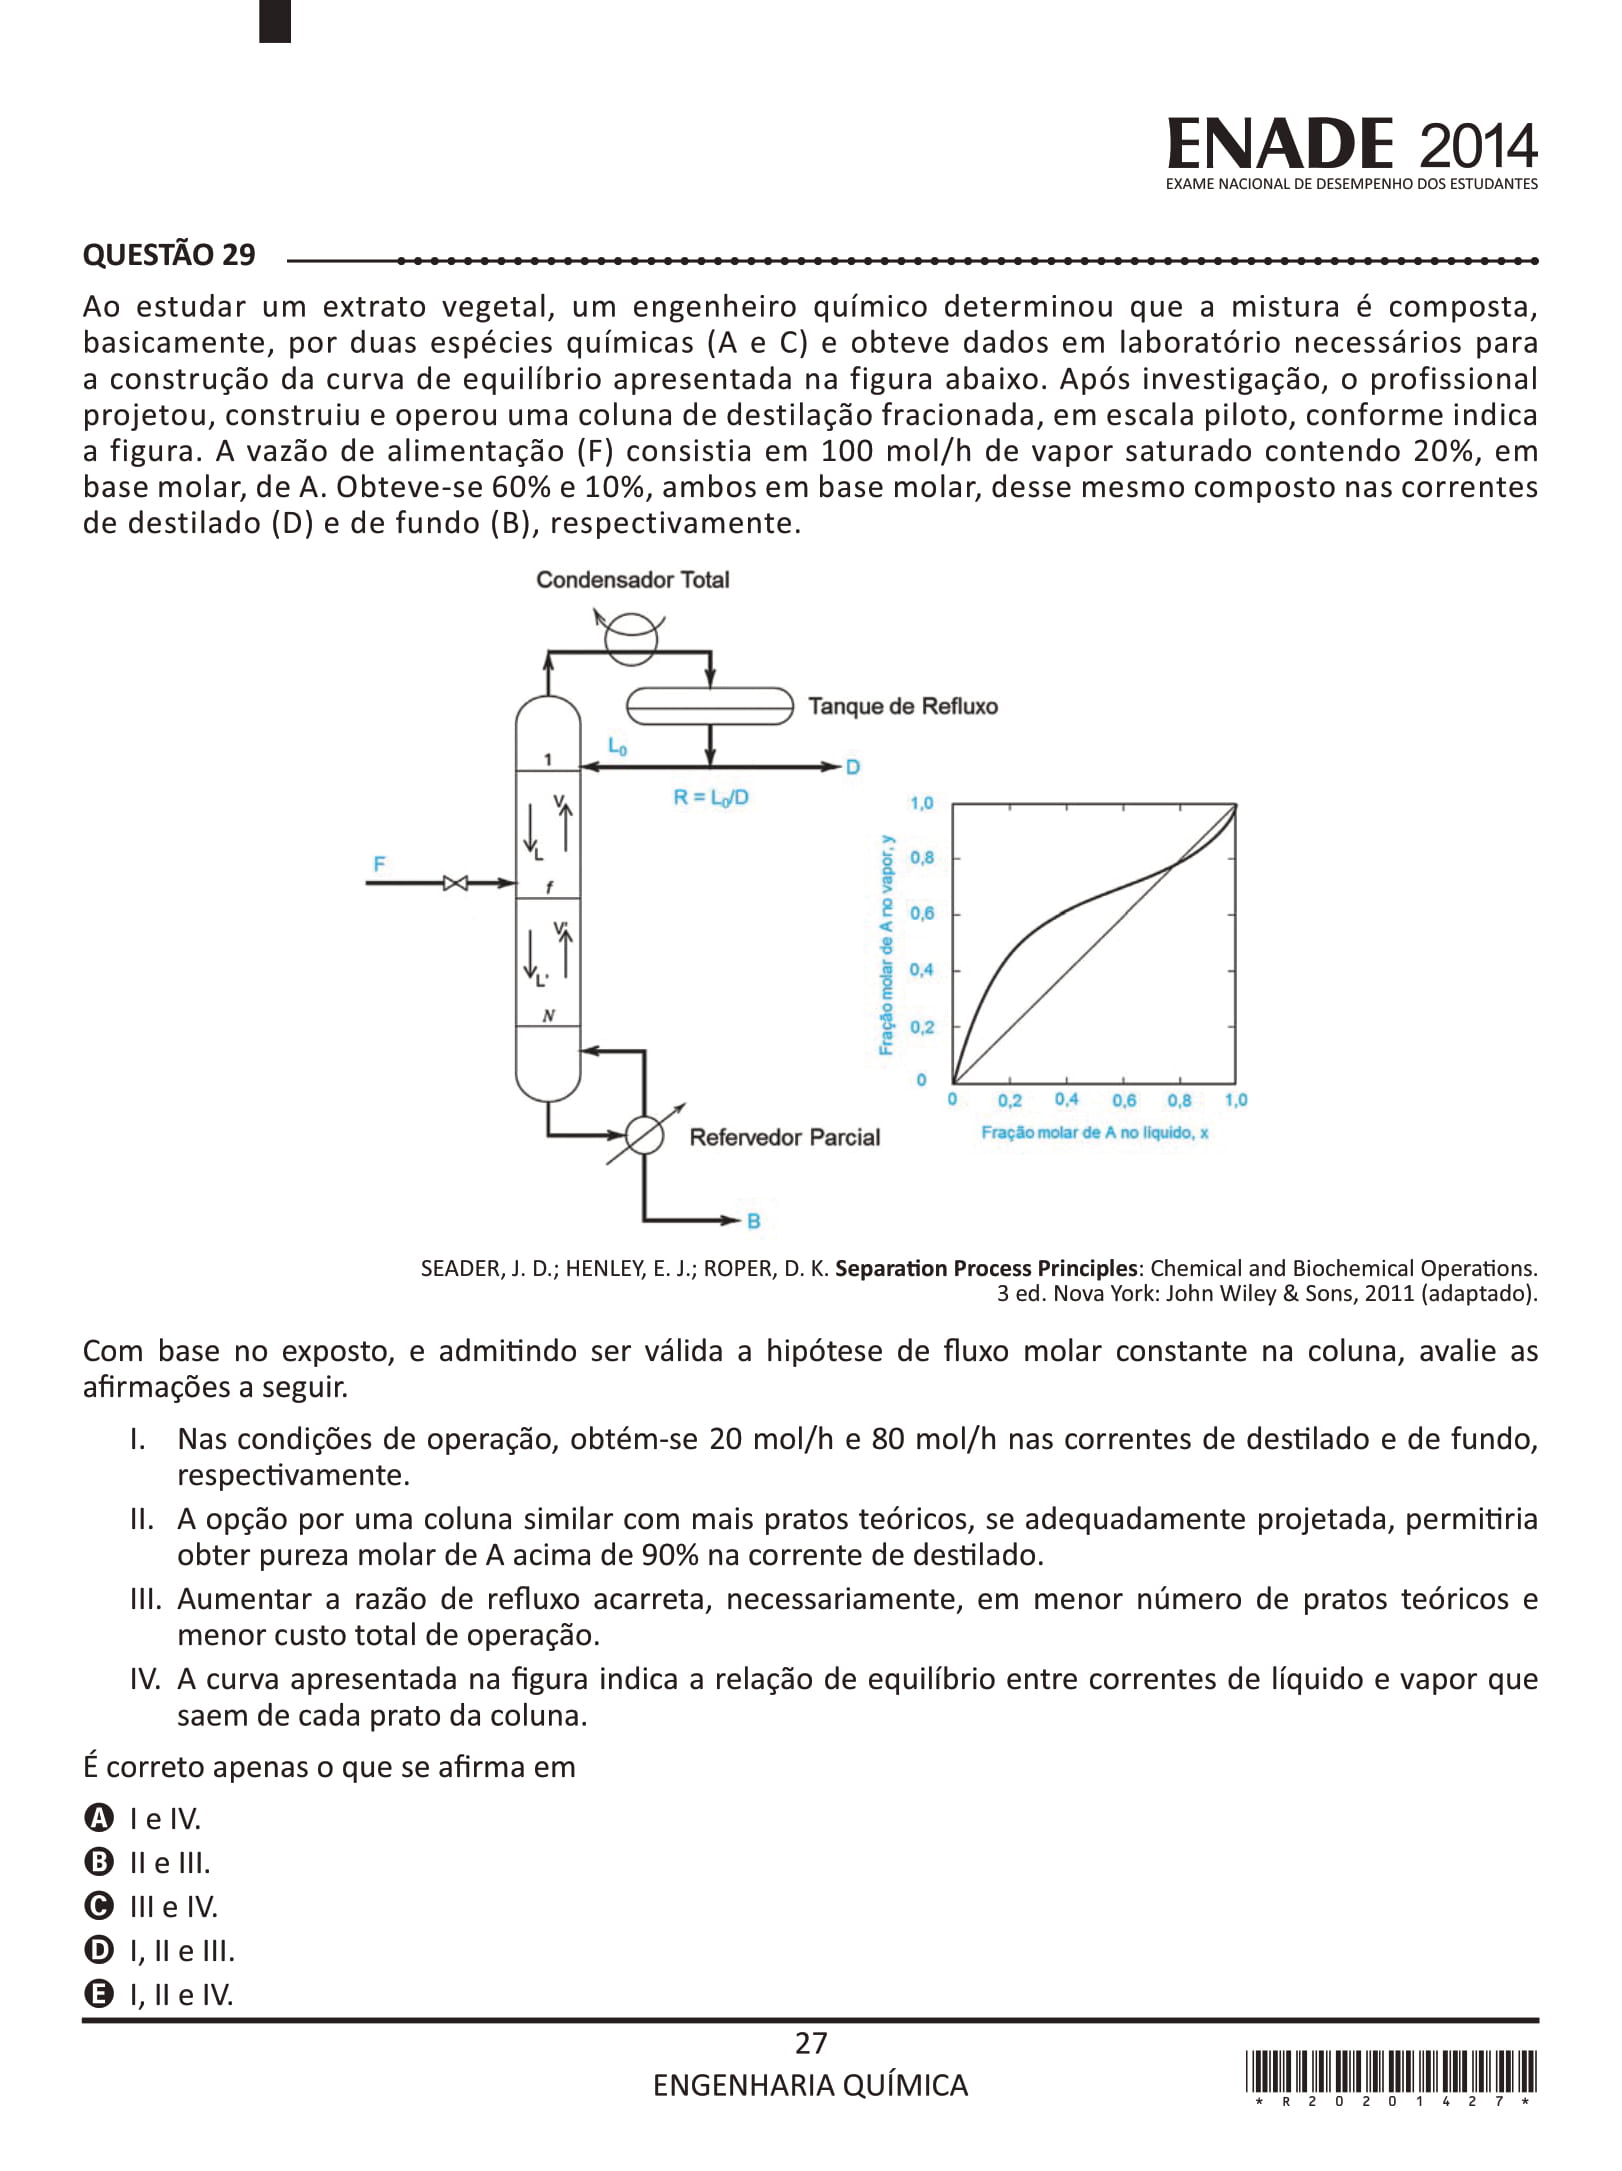 ENADE 2014
EXAME NACIONAL DE DESEMPENHO DOS ESTUDANTES
QUESTÃO 29
Ao estudar um extrato vegetal, um engenheiro químico determinou que a mistura é composta,
basicamente, por duas espécies químicas (A e C) e obteve dados em laboratório necessários para
a construção da curva de equilíbrio apresentada na figura abaixo. Após investigação, o profissional
projetou, construiu e operou uma coluna de destilação fracionada, em escala piloto, conforme indica
a figura. A vazão de alimentação (F) consistia em 100 mol/h de vapor saturado contendo 20%, em
base molar, de A. Obteve-se 60% e 10%, ambos em base molar, desse mesmo composto nas correntes
de destilado (D) e de fundo (B), respectivamente.
Condensador Total
Tanque de Refluxo
L0
1
D
R = L0/D
V
L
F
f
V'
L'
N
Refervedor Parcial
B
1,0
0,8
0,6
0,4
0,2
0
Fração molar de A no vapor, y
0 0,2 0,4 0,6 0,8 1,0
Fração molar de A no líquido, x
SEADER, J. D.; HENLEY, E. J.; ROPER, D. K. Separation Process Principles: Chemical and Biochemical Operations.
3 ed. Nova York: John Wiley & Sons, 2011 (adaptado).
Com base no exposto, e admitindo ser válida a hipótese de fluxo molar constante na coluna, avalie as
afirmações a seguir.
I. Nas condições de operação, obtém-se 20 mol/h e 80 mol/h nas correntes de destilado e de fundo,
respectivamente.
II. A opção por uma coluna similar com mais pratos teóricos, se adequadamente projetada, permitiria
obter pureza molar de A acima de 90% na corrente de destilado.
III. Aumentar a razão de refluxo acarreta, necessariamente, em menor número de pratos teóricos e
menor custo total de operação.
IV. A curva apresentada na figura indica a relação de equilíbrio entre correntes de líquido e vapor que
saem de cada prato da coluna.
É correto apenas o que se afirma em
A I e IV.
B II e III.
C III e IV.
D I, II e III.
E I, II e IV.
27
ENGENHARIA QUÍMICA
*R20201427*